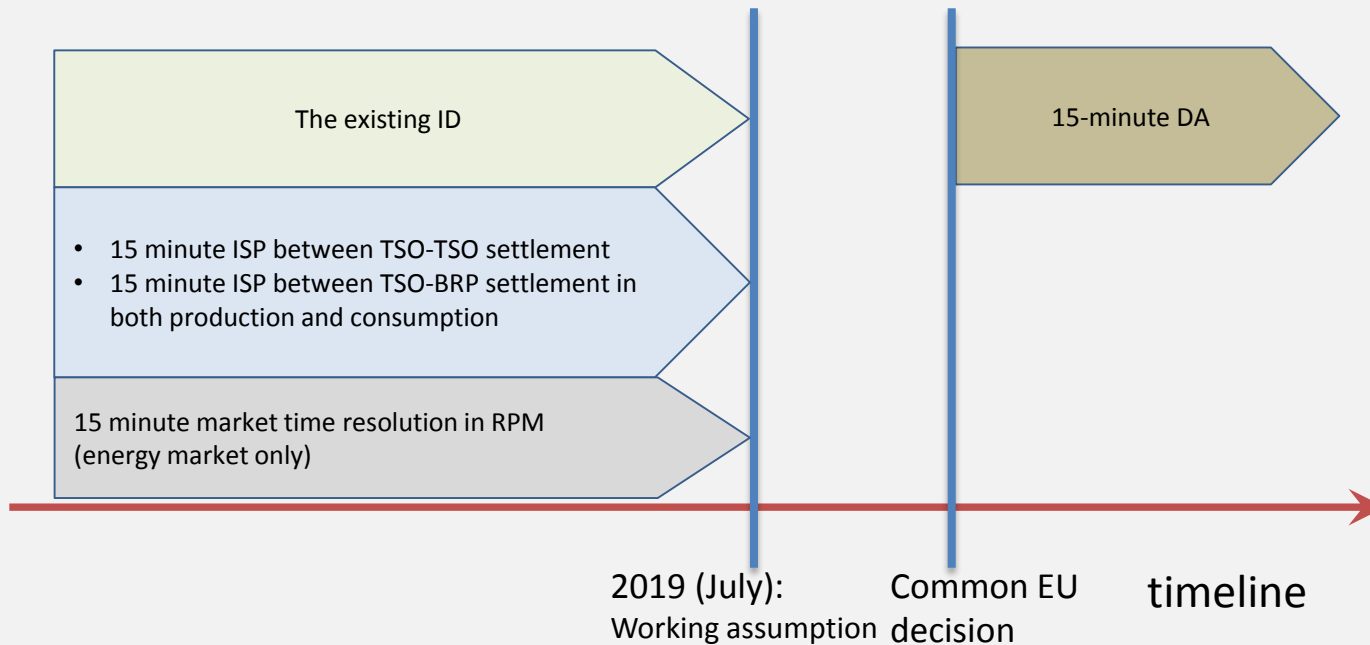 The existing ID
15-minute DA
• 15 minute ISP between TSO-TSO settlement
• 15 minute ISP between TSO-BRP settlement in
both production and consumption
15 minute market time resolution in RPM
(energy market only)
2019 (July):
Working assumption
Common EU
decision
timeline